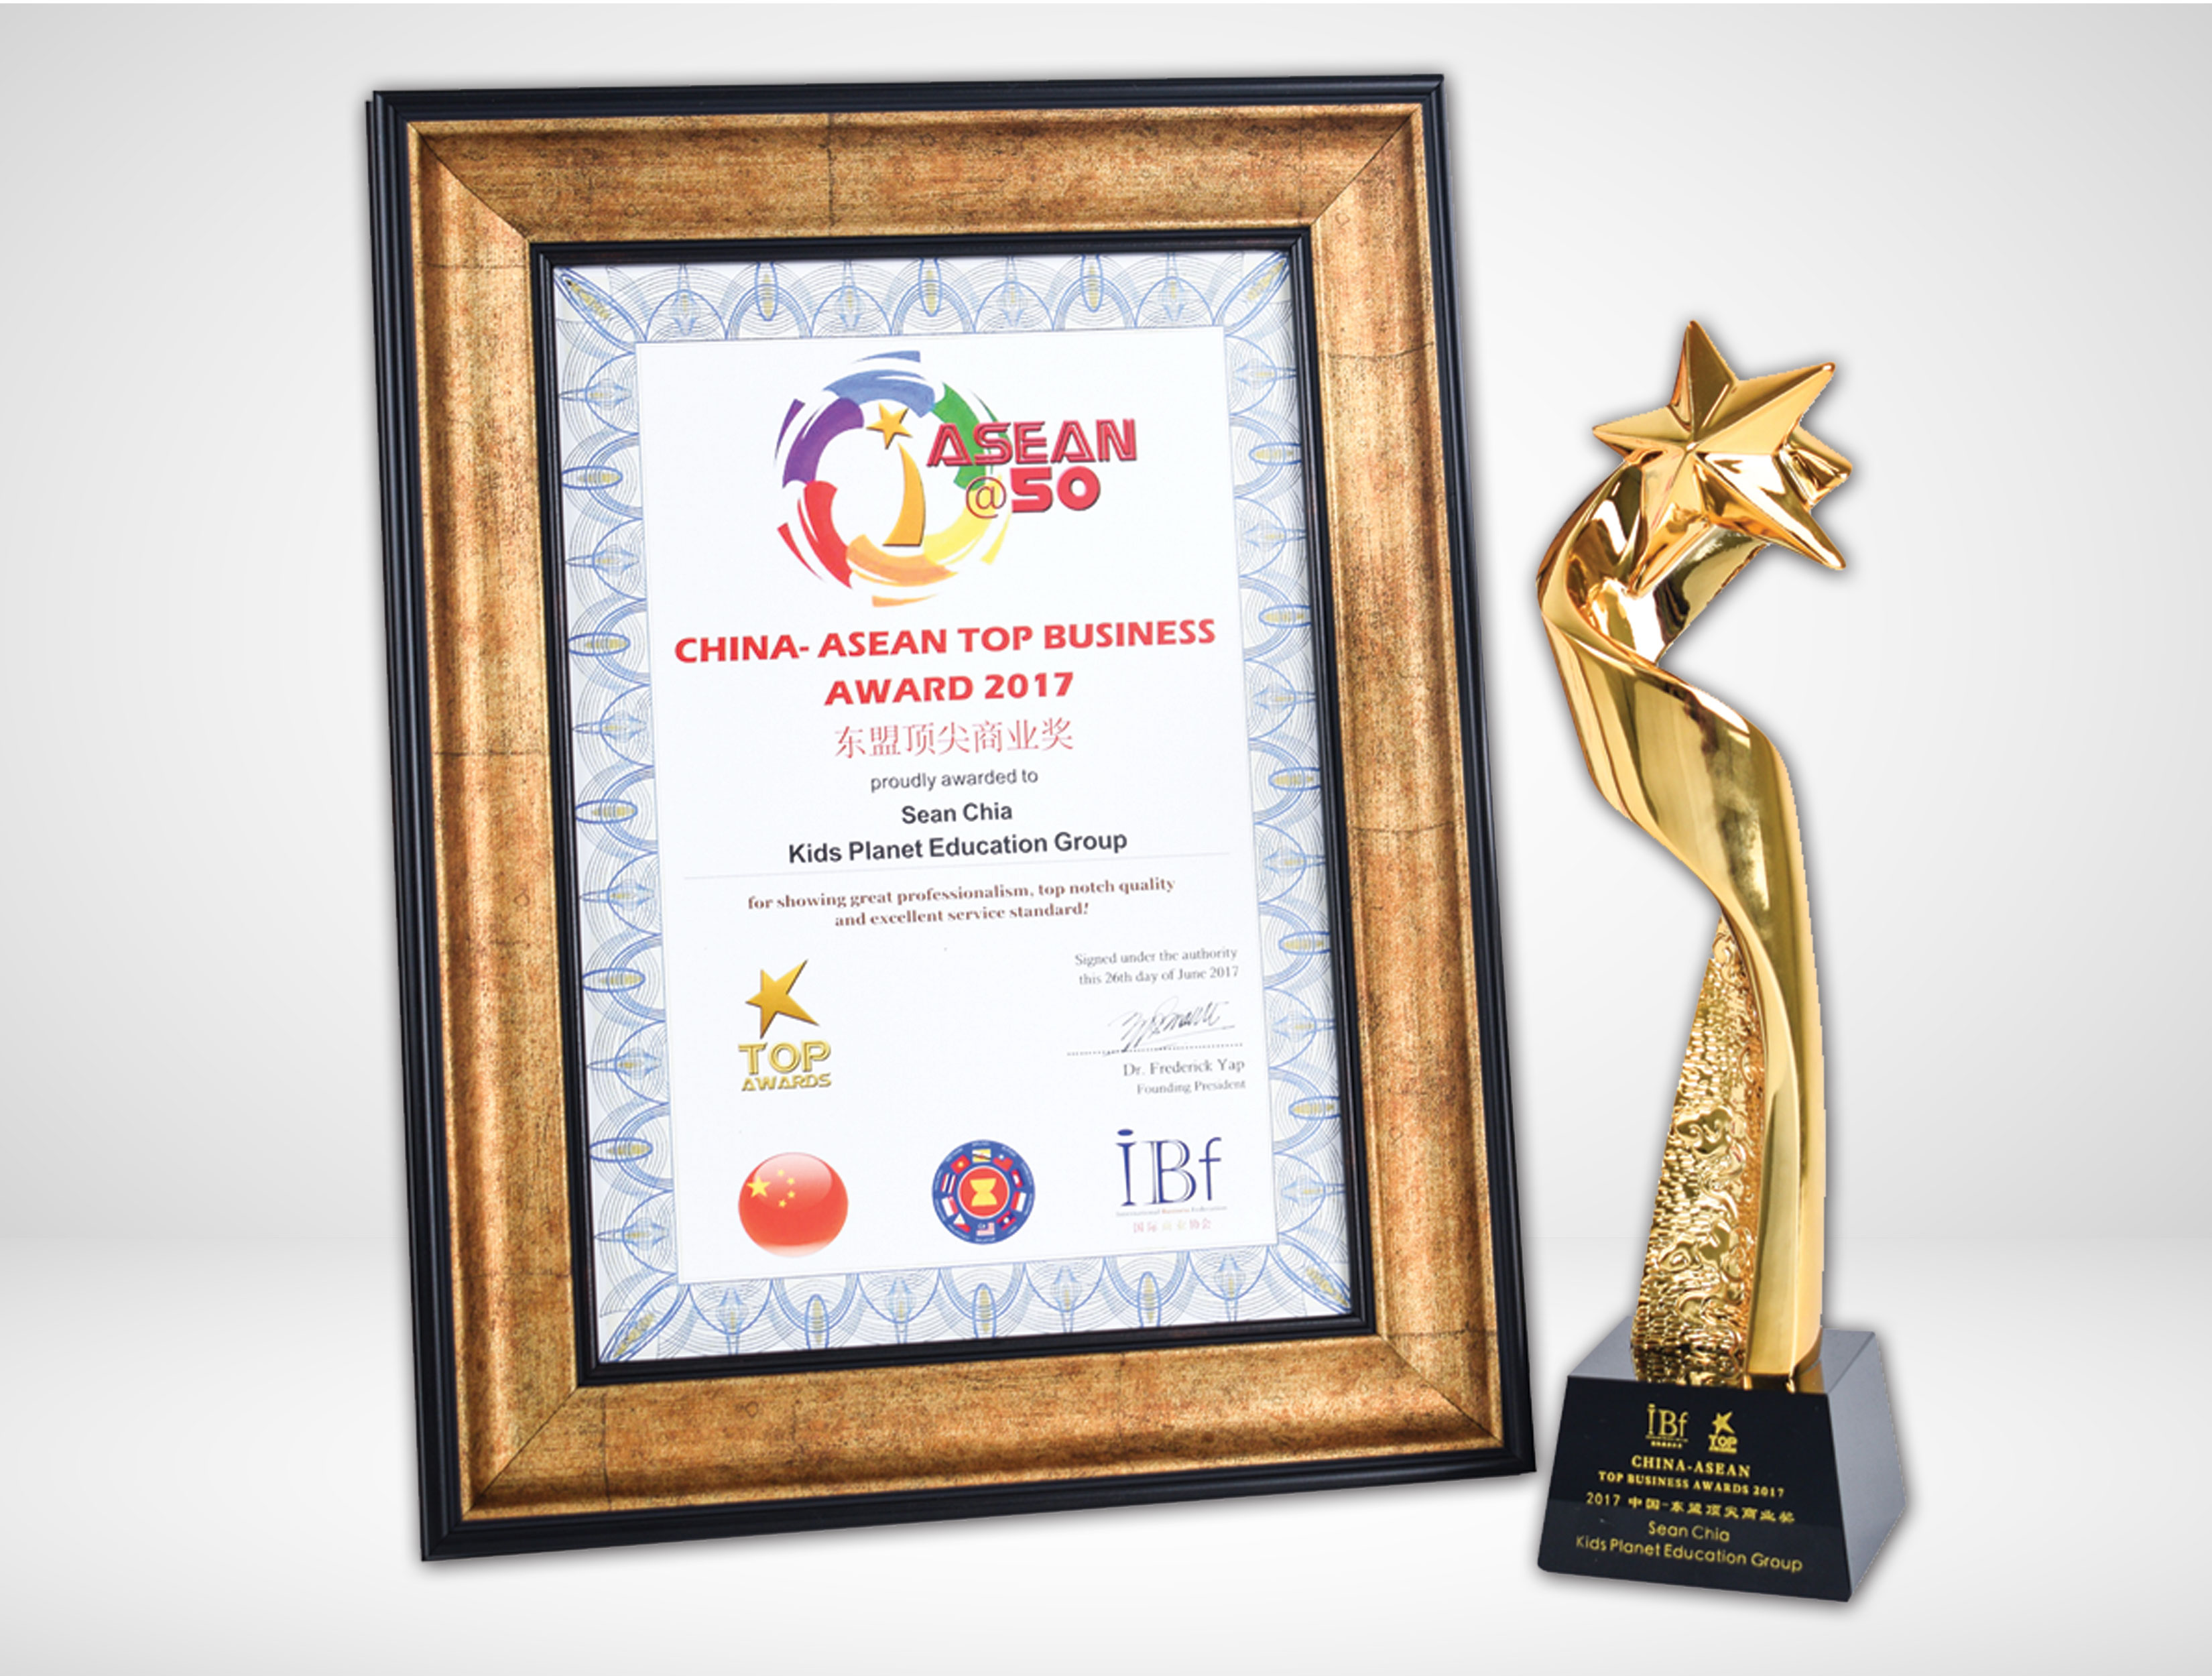 ASEAN
@50
CHINA- ASEAN TOP BUSINESS
AWARD 2017
东盟顶尖商业奖
proudly awarded to
Sean Chia
Kids Planet Education Group
for showing great professionalism, top notch quality
and excellent service standard!
Signed under the authority
this 26th day of June 2017
Dr. Frederick Yap
Founding President
TOP
AWARDS
iBf
International Business Federation
国际商业协会
iBf
TOP
CHINA-ASEAN
TOP BUSINESS AWARDS 2017
2017 中国-东盟顶尖商业奖
Sean Chia
Kids Planet Education Group